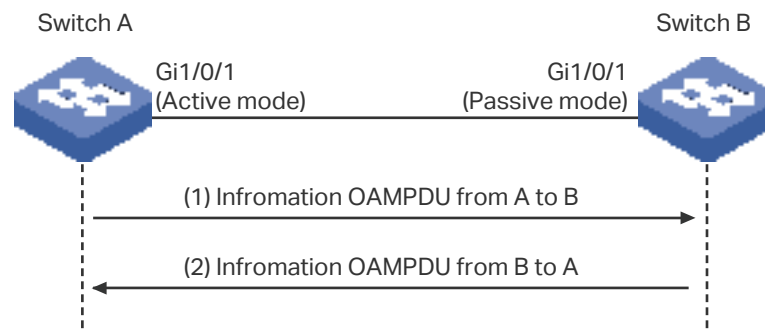 Switch A
Switch B
Gi1/0/1
(Active mode)
Gi1/0/1
(Passive mode)
(1) Infromation OAMPDU from A to B
(2) Infromation OAMPDU from B to A